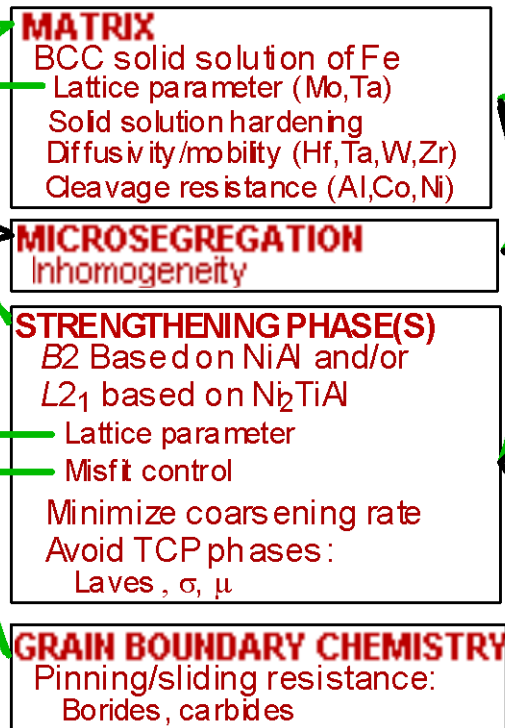 MATRIX
BCC solid solution of Fe
Lattice parameter (Mo,Ta)
Solid solution hardening
Diffusivity/mobility (Hf,Ta,W,Zr)
Cleavage resistance (Al,Co,Ni)
MICROSEGREGATION
Inhomogeneity
STRENGTHENING PHASE(S)
B2 Based on NiAl and/or
L2₁ based on Ni₂TiAl
Lattice parameter
Misfit control
Minimize coarsening rate
Avoid TCP phases:
Laves, σ, μ
GRAIN BOUNDARY CHEMISTRY
Pinning/sliding resistance:
Borides, carbides